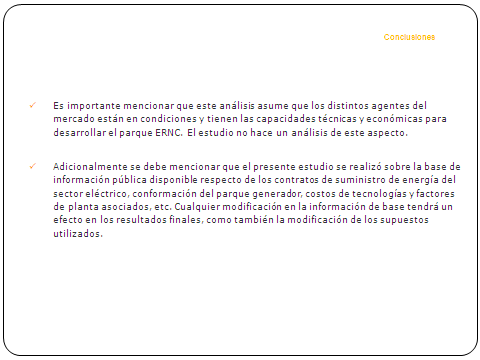 Conclusiones
✓ Es importante mencionar que este análisis asume que los distintos agentes del
mercado están en condiciones y tienen las capacidades técnicas y económicas para
desarrollar el parque ERNC. El estudio no hace un análisis de este aspecto.
✓ Adicionalmente se debe mencionar que el presente estudio se realizó sobre la base de
información pública disponible respecto de los contratos de suministro de energía del
sector eléctrico, conformación del parque generador, costos de tecnologías y factores
de planta asociados, etc. Cualquier modificación en la información de base tendrá un
efecto en los resultados finales, como también la modificación de los supuestos
utilizados.